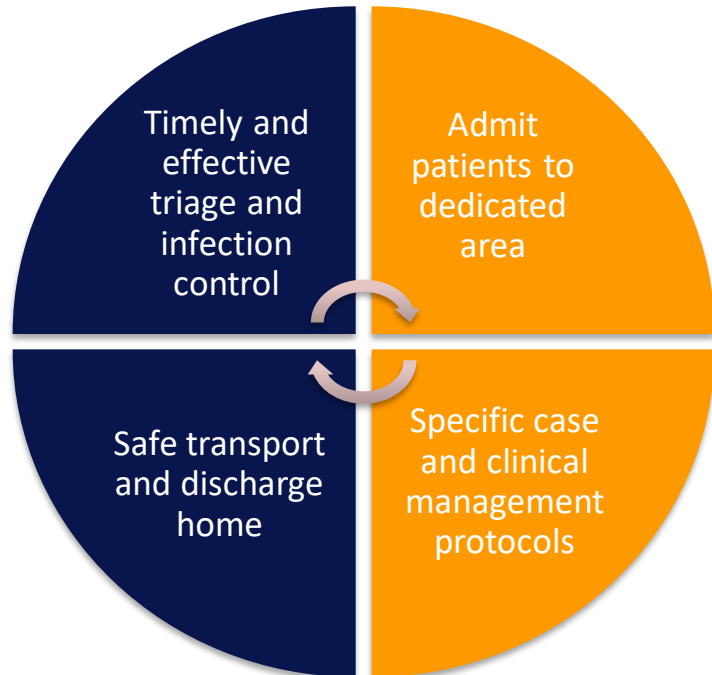 Timely and
effective
triage and
infection
control
Admit
patients to
dedicated
area
Safe transport
and discharge
home
Specific case
and clinical
management
protocols